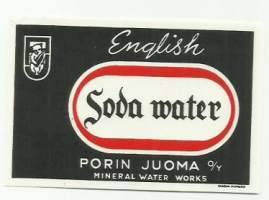 English
Soda water
PORIN JUOMA O/Y
MINERAL WATER WORKS